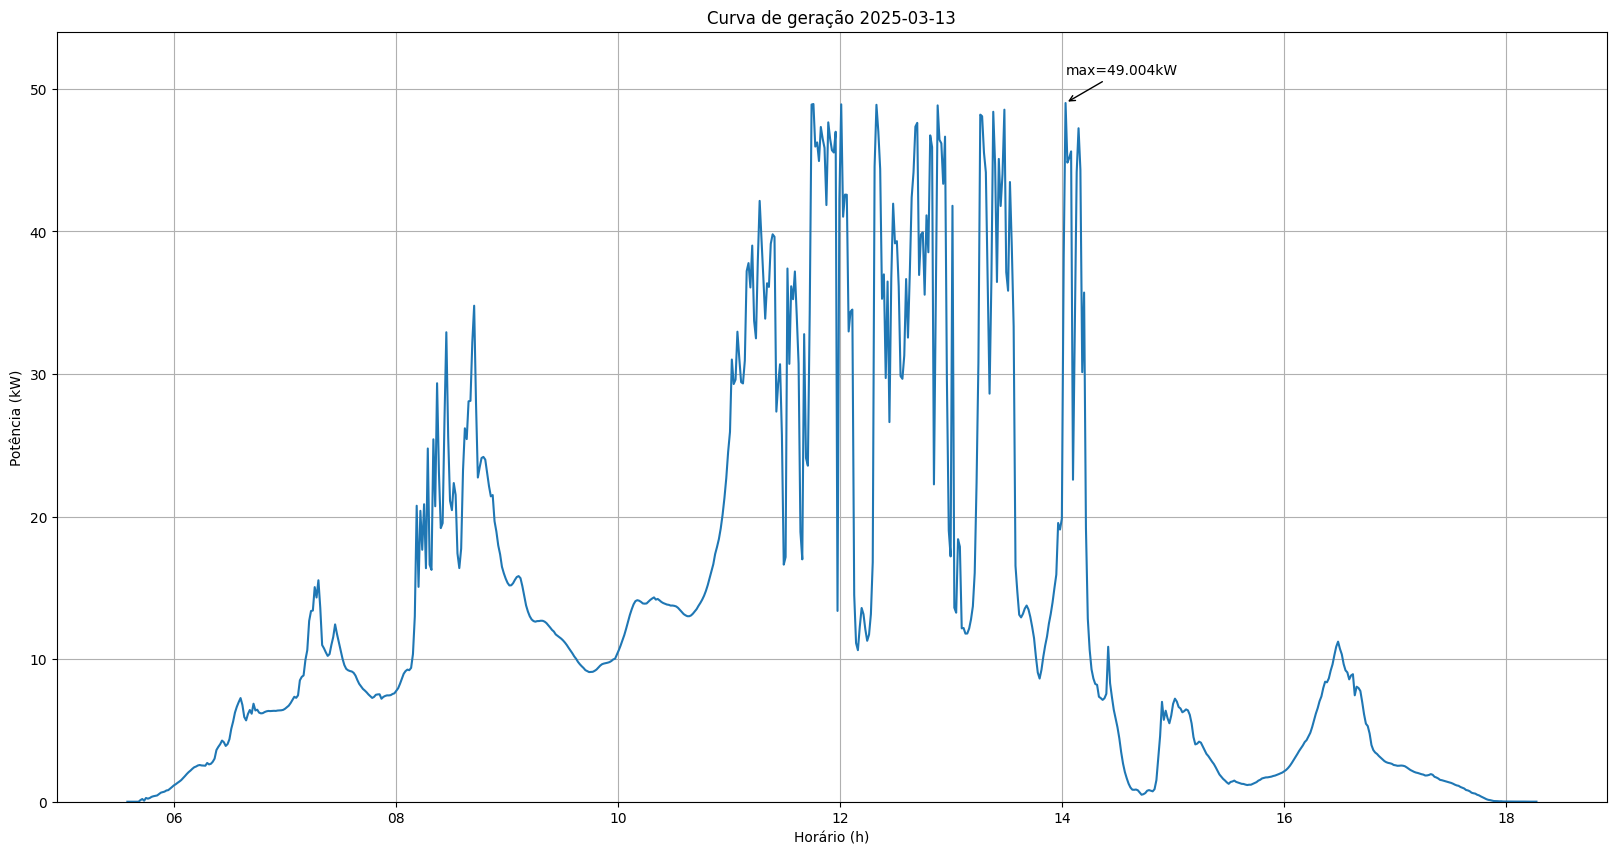 Curva de geração 2025-03-13
max=49.004kW
50
40
30
20
10
0
Potência (kW)
06 08 10 12 14 16 18
Horário (h)